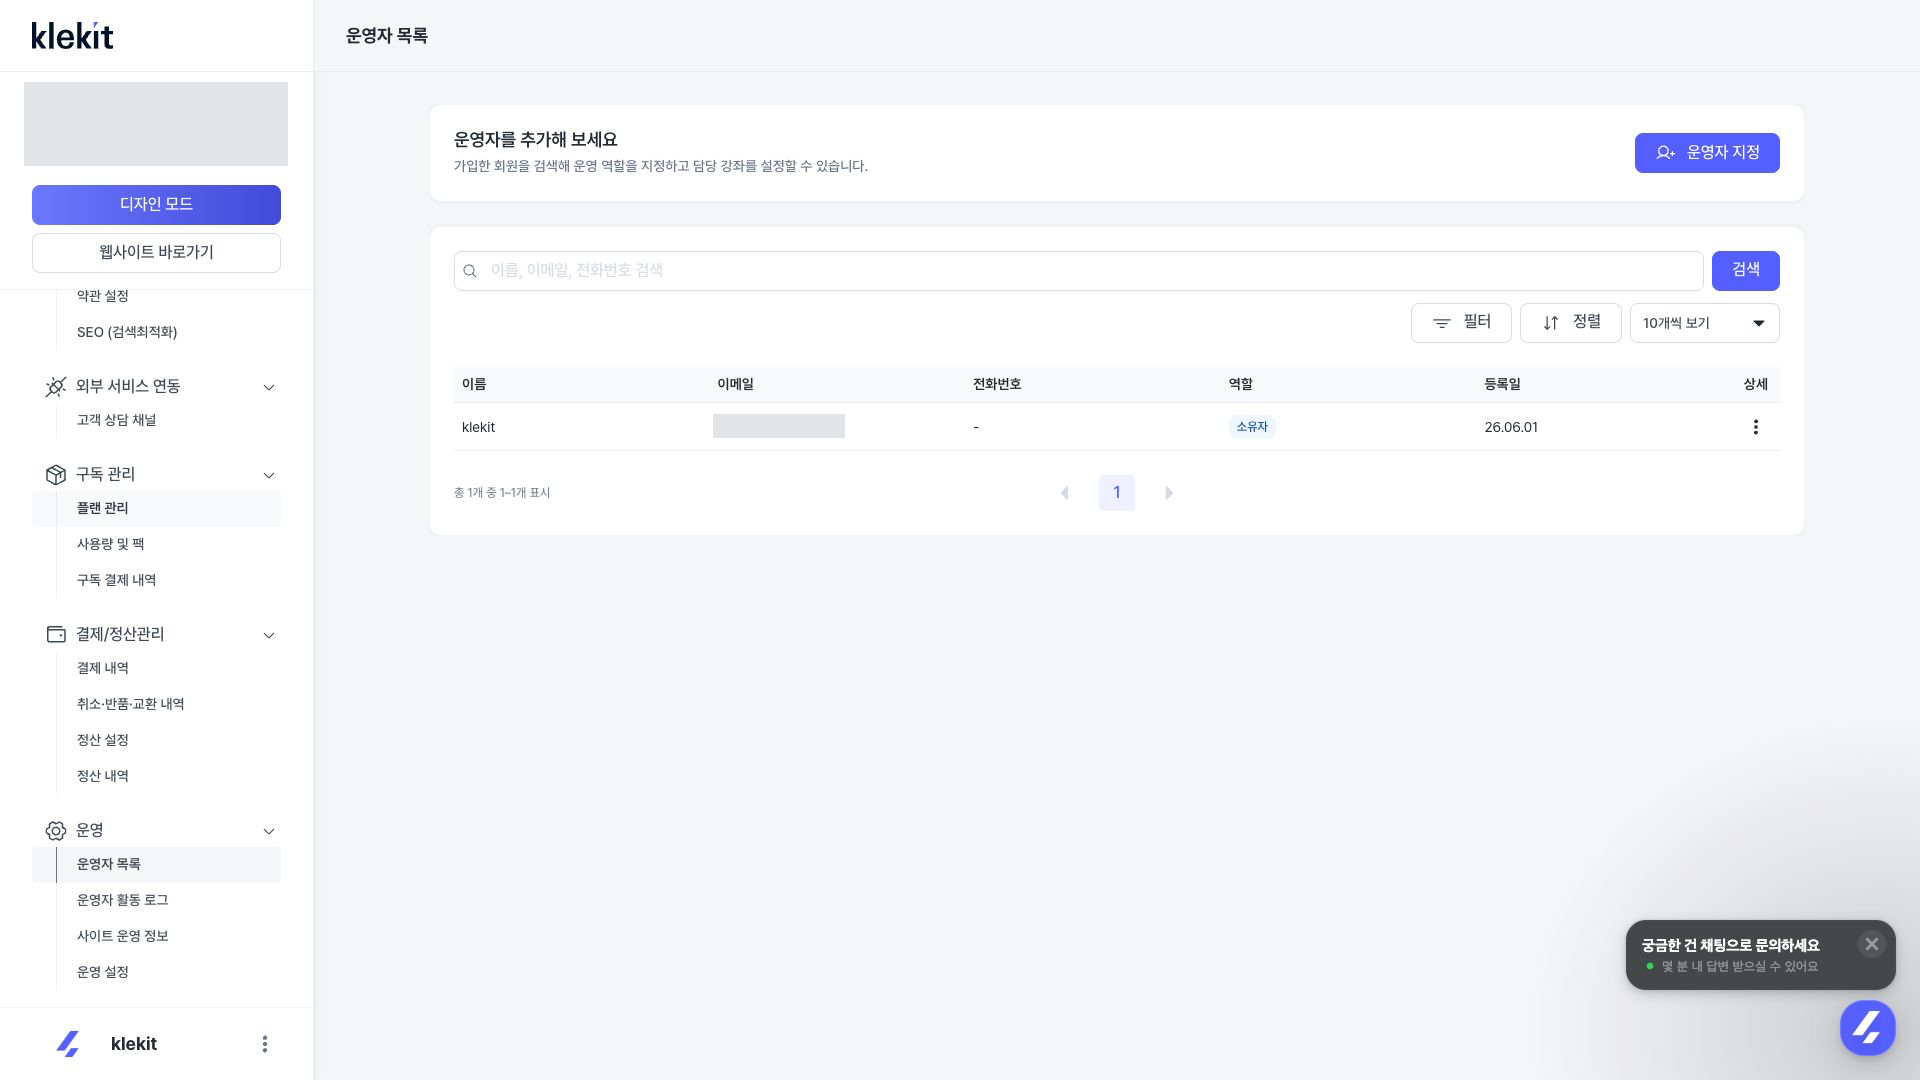 klekit
디자인 모드
웹사이트 바로가기
약관 설정
SEO (검색최적화)
외부 서비스 연동
고객 상담 채널
구독 관리
플랜 관리
사용량 및 팩
구독 결제 내역
결제/정산관리
결제 내역
취소·반품·교환 내역
정산 설정
정산 내역
운영
운영자 목록
운영자 활동 로그
사이트 운영 정보
운영 설정
klekit
운영자 목록
운영자를 추가해 보세요
가입한 회원을 검색해 운영 역할을 지정하고 담당 강좌를 설정할 수 있습니다.
운영자 지정
이름, 이메일, 전화번호 검색
검색
필터
정렬
10개씩 보기
이름 이메일 전화번호 역할 등록일 상세
klekit - 소유자 26.06.01
총 1개 중 1–1개 표시
1
궁금한 건 채팅으로 문의하세요
몇 분 내 답변 받으실 수 있어요